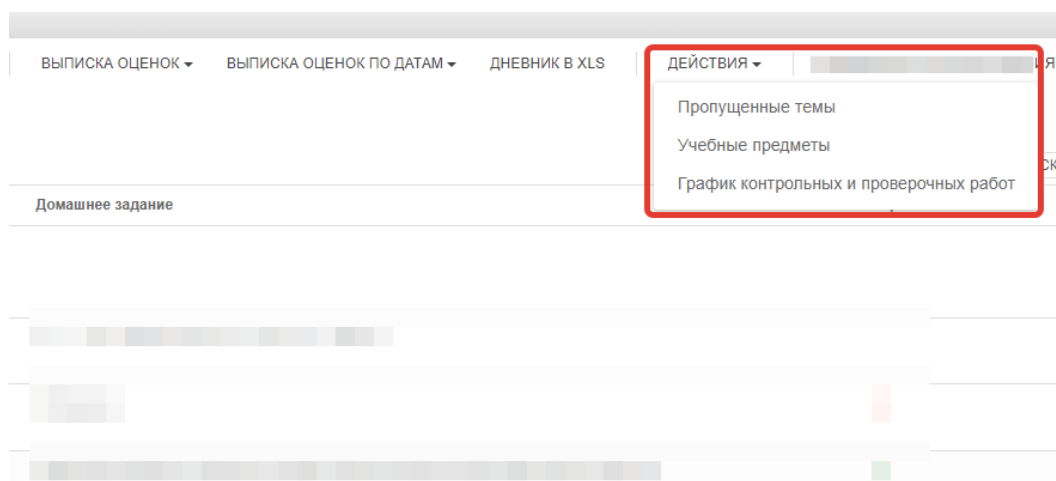 ВЫПИСКА ОЦЕНОК ВЫПИСКА ОЦЕНОК ПО ДАТАМ ДНЕВНИК В XLS ДЕЙСТВИЯ
Пропущенные темы
Учебные предметы
График контрольных и проверочных работ
Домашнее задание